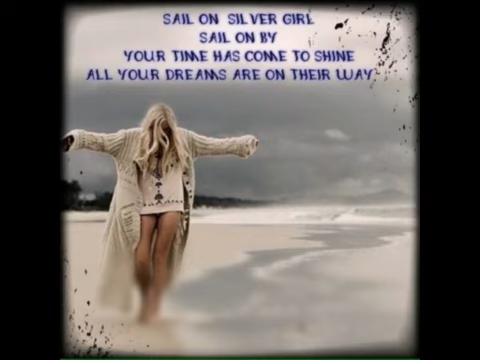 SAIL ON SILVER GIRL
SAIL ON BY
YOUR TIME HAS COME TO SHINE
ALL YOUR DREAMS ARE ON THEIR WAY